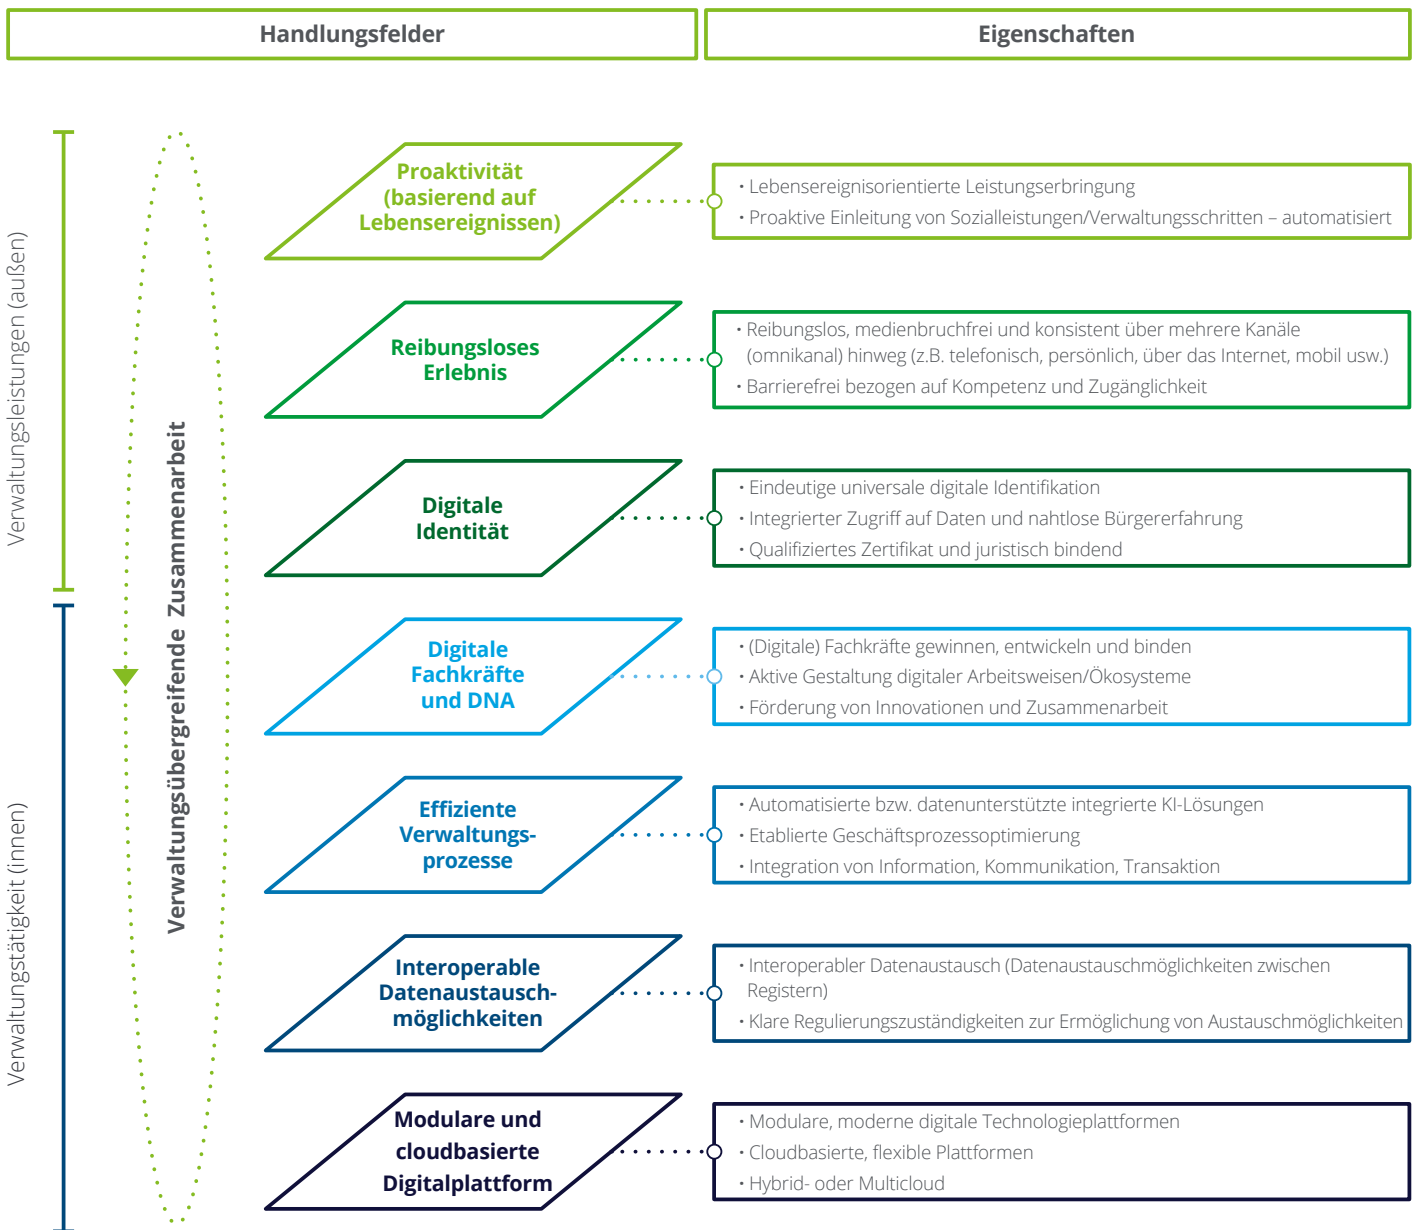 Handlungsfelder
Eigenschaften
Verwaltungsleistungen (außen)
Verwaltungstätigkeit (innen)
Verwaltungsübergreifende Zusammenarbeit
Proaktivität
(basierend auf
Lebensereignissen)
· Lebensereignisorientierte Leistungserbringung
· Proaktive Einleitung von Sozialleistungen/Verwaltungsschritten – automatisiert
Reibungsloses
Erlebnis
· Reibungslos, medienbruchfrei und konsistent über mehrere Kanäle
(omnikanal) hinweg (z.B. telefonisch, persönlich, über das Internet, mobil usw.)
· Barrierefrei bezogen auf Kompetenz und Zugänglichkeit
Digitale
Identität
· Eindeutige universale digitale Identifikation
· Integrierter Zugriff auf Daten und nahtlose Bürgererfahrung
· Qualifiziertes Zertifikat und juristisch bindend
Digitale
Fachkräfte
und DNA
· (Digitale) Fachkräfte gewinnen, entwickeln und binden
· Aktive Gestaltung digitaler Arbeitsweisen/Ökosysteme
· Förderung von Innovationen und Zusammenarbeit
Effiziente
Verwaltungs-
prozesse
· Automatisierte bzw. datenunterstützte integrierte KI-Lösungen
· Etablierte Geschäftsprozessoptimierung
· Integration von Information, Kommunikation, Transaktion
Interoperable
Datenaustausch-
möglichkeiten
· Interoperabler Datenaustausch (Datenaustauschmöglichkeiten zwischen
Registern)
· Klare Regulierungszuständigkeiten zur Ermöglichung von Austauschmöglichkeiten
Modulare und
cloudbasierte
Digitalplattform
· Modulare, moderne digitale Technologieplattformen
· Cloudbasierte, flexible Plattformen
· Hybrid- oder Multicloud